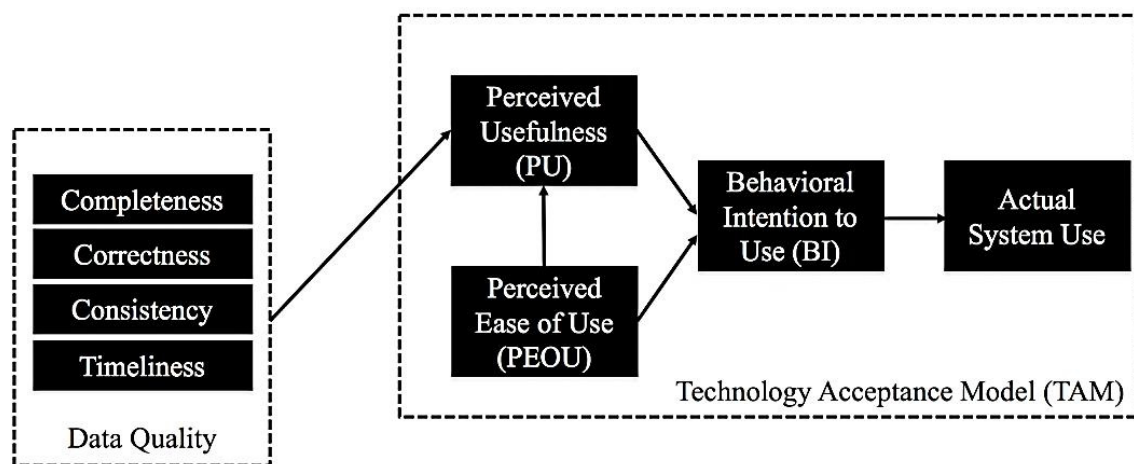 Completeness
Correctness
Consistency
Timeliness
Data Quality
Perceived
Usefulness
(PU)
Perceived
Ease of Use
(PEOU)
Behavioral
Intention to
Use (BI)
Actual
System Use
Technology Acceptance Model (TAM)